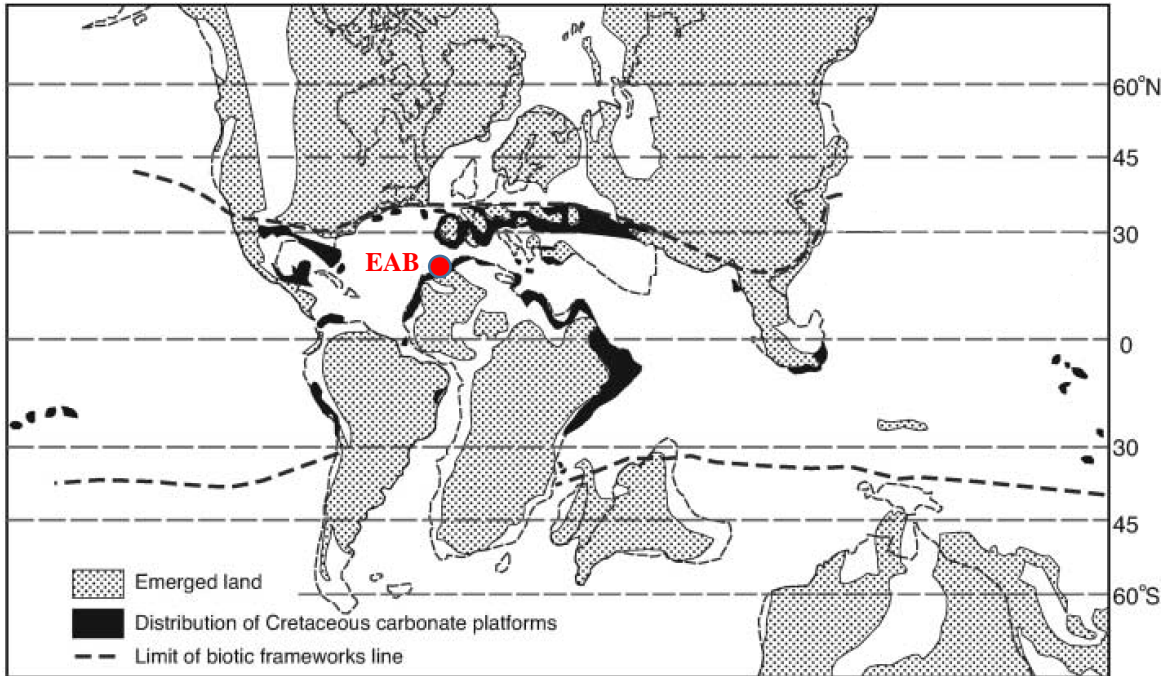 60°N
45
30
EAB
0
30
45
60°S
Emerged land
Distribution of Cretaceous carbonate platforms
Limit of biotic frameworks line